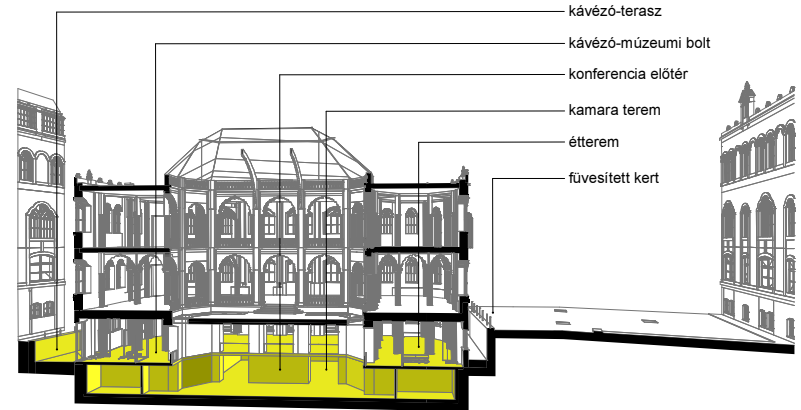 kávézó-terasz
kávézó-múzeumi bolt
konferencia előtér
kamara terem
étterem
füvesített kert